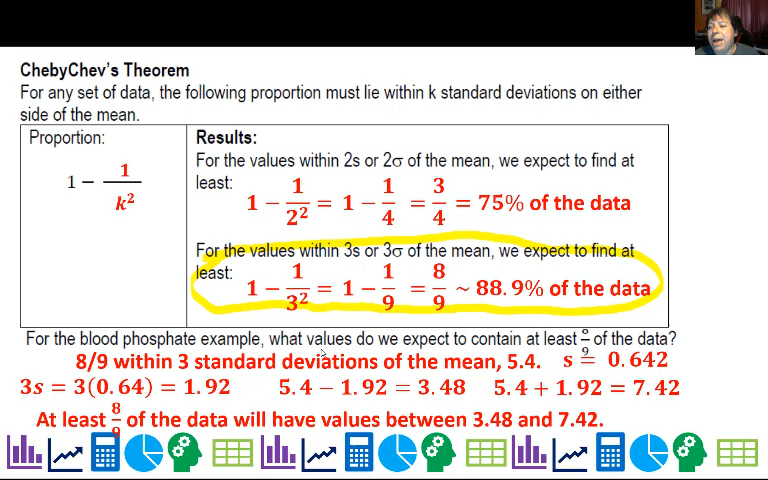 ChebyChev's Theorem
For any set of data, the following proportion must lie within k standard deviations on either
side of the mean.
Proportion:
1 − 1/k²
Results:
For the values within 2s or 2σ of the mean, we expect to find at
least:
1 − 1/2² = 1 − 1/4 = 3/4 = 75% of the data
For the values within 3s or 3σ of the mean, we expect to find at
least:
1 − 1/3² = 1 − 1/9 = 8/9 ~ 88.9% of the data
For the blood phosphate example, what values do we expect to contain at least 8/9 of the data?
8/9 within 3 standard deviations of the mean, 5.4. s = 0.642
3s = 3(0.64) = 1.92 5.4 − 1.92 = 3.48 5.4 + 1.92 = 7.42
At least 8/9 of the data will have values between 3.48 and 7.42.